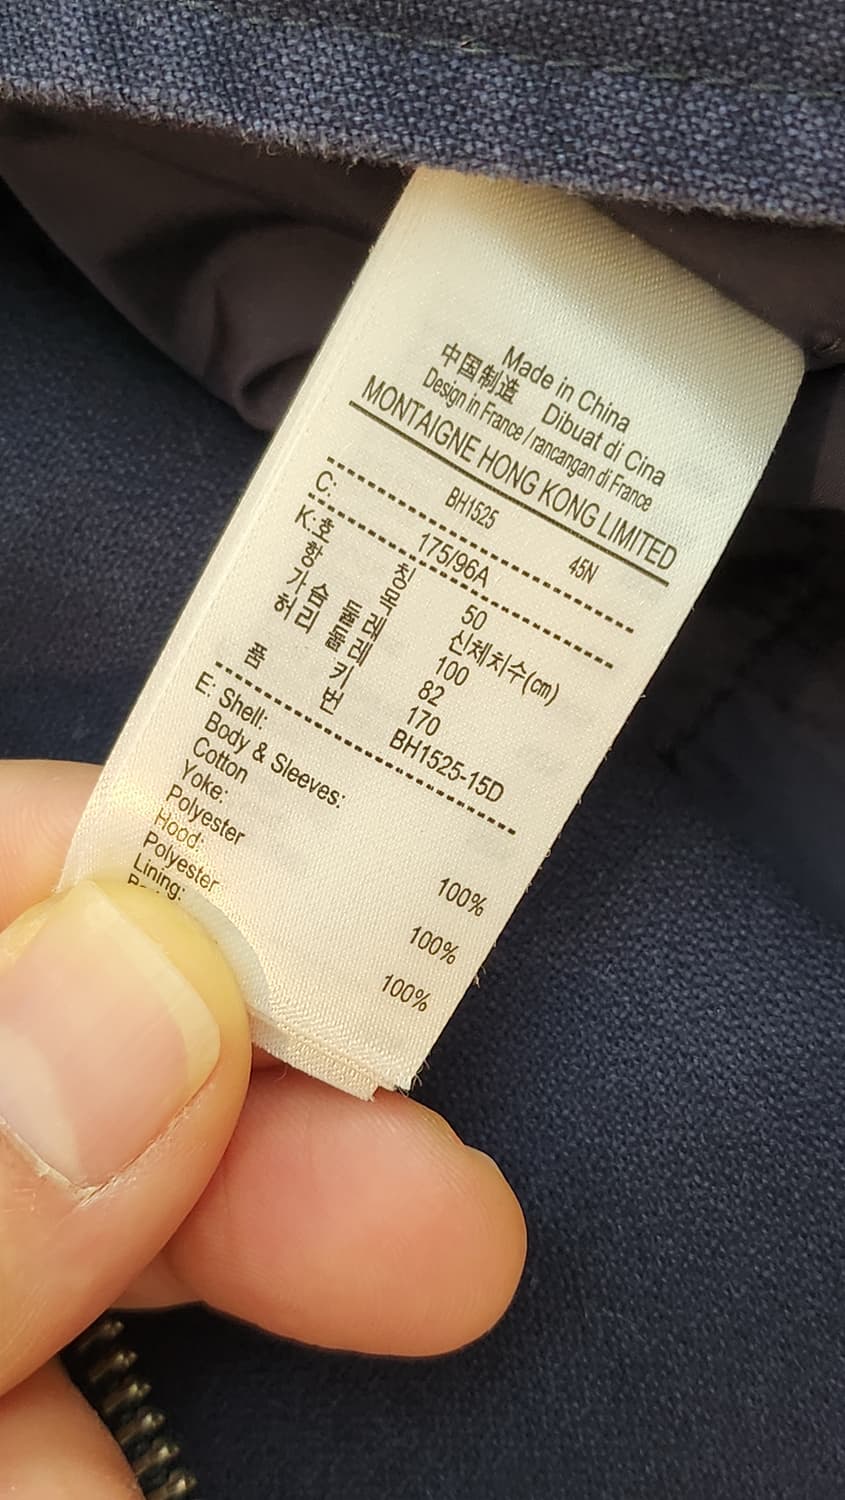 Made in China
中国制造 Dibuat di Cina
Design in France / rancangan di France
MONTAIGNE HONG KONG LIMITED
BH1525 45N
C: 175/96A
K:호 칭 50
항 목 신체치수(cm)
가 슴 둘 레 100
허 리 둘 레 82
키 170
품 번 BH1525-15D
E: Shell:
Body & Sleeves:
Cotton 100%
Yoke:
Polyester 100%
Hood:
Polyester 100%
Lining: